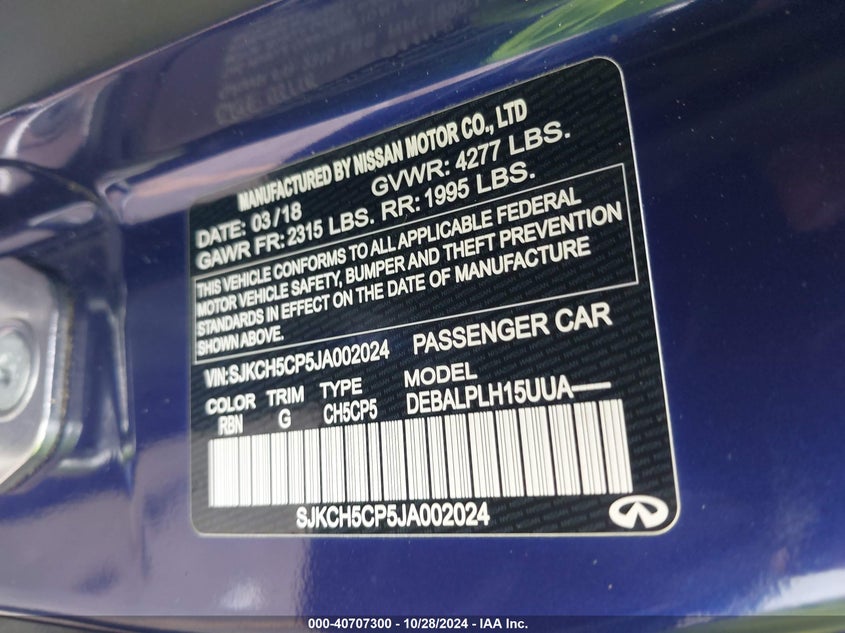 MANUFACTURED BY NISSAN MOTOR CO., LTD
DATE: 03/18 GVWR: 4277 LBS.
GAWR FR: 2315 LBS. RR: 1995 LBS.
THIS VEHICLE CONFORMS TO ALL APPLICABLE FEDERAL
MOTOR VEHICLE SAFETY, BUMPER AND THEFT PREVENTION
STANDARDS IN EFFECT ON THE DATE OF MANUFACTURE
SHOWN ABOVE.
VIN:SJKCH5CP5JA002024 PASSENGER CAR
COLOR TRIM TYPE MODEL
RBN G CH5CP5 DEBALPLH15UUA––
SJKCH5CP5JA002024
000-40707300 - 10/28/2024 - IAA Inc.